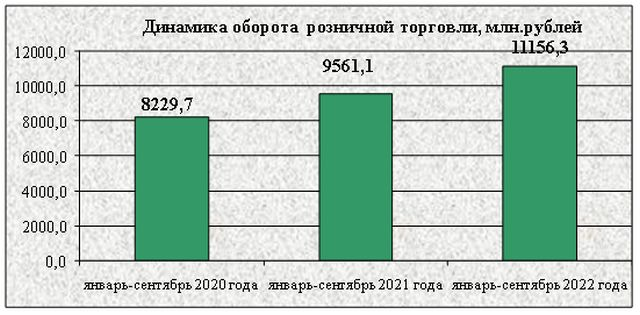 Динамика оборота розничной торговли, млн.рублей
12000,0
10000,0
8000,0
6000,0
4000,0
2000,0
0,0
8229,7
9561,1
11156,3
январь-сентябрь 2020 года
январь-сентябрь 2021 года
январь-сентябрь 2022 года